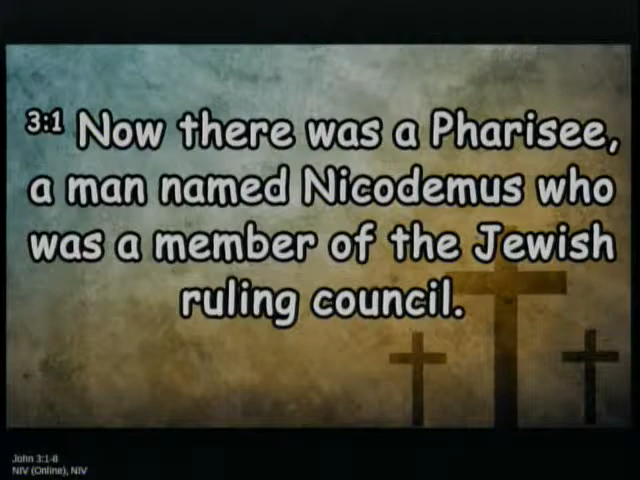 3:1 Now there was a Pharisee,
a man named Nicodemus who
was a member of the Jewish
ruling council.
John 3:1-8
NIV (Online), NIV